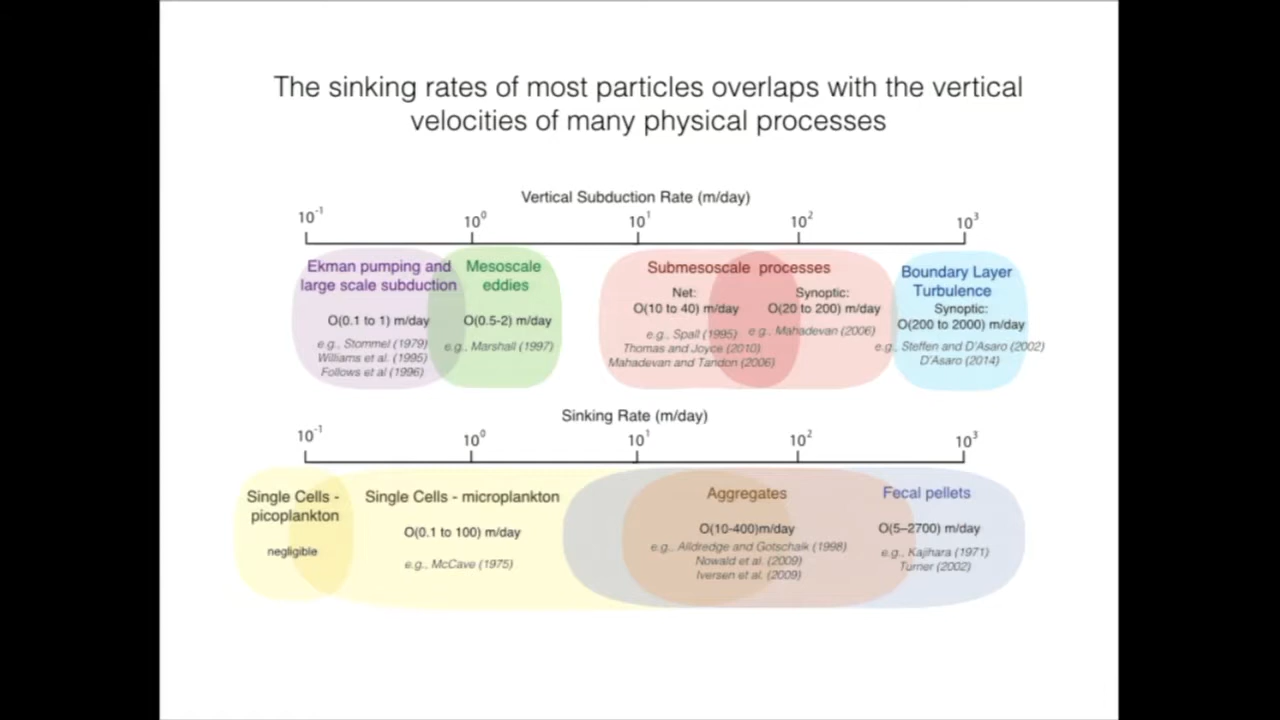 The sinking rates of most particles overlaps with the vertical
velocities of many physical processes
Vertical Subduction Rate (m/day)
10^-1 10^0 10^1 10^2 10^3
Ekman pumping and
large scale subduction
O(0.1 to 1) m/day
e.g., Stommel (1979)
Williams et al. (1995)
Follows et al (1996)
Mesoscale
eddies
O(0.5-2) m/day
e.g., Marshall (1997)
Submesoscale processes
Net:
O(10 to 40) m/day
e.g., Spall (1995)
Thomas and Joyce (2010)
Mahadevan and Tandon (2006)
Synoptic:
O(20 to 200) m/day
e.g., Mahadevan (2006)
Boundary Layer
Turbulence
Synoptic:
O(200 to 2000) m/day
e.g., Steffen and D'Asaro (2002)
D'Asaro (2014)
Sinking Rate (m/day)
10^-1 10^0 10^1 10^2 10^3
Single Cells -
picoplankton
negligible
Single Cells - microplankton
O(0.1 to 100) m/day
e.g., McCave (1975)
Aggregates
O(10-400)m/day
e.g., Alldredge and Gotschalk (1998)
Nowald et al. (2009)
Iversen et al. (2009)
Fecal pellets
O(5–2700) m/day
e.g., Kajihara (1971)
Turner (2002)